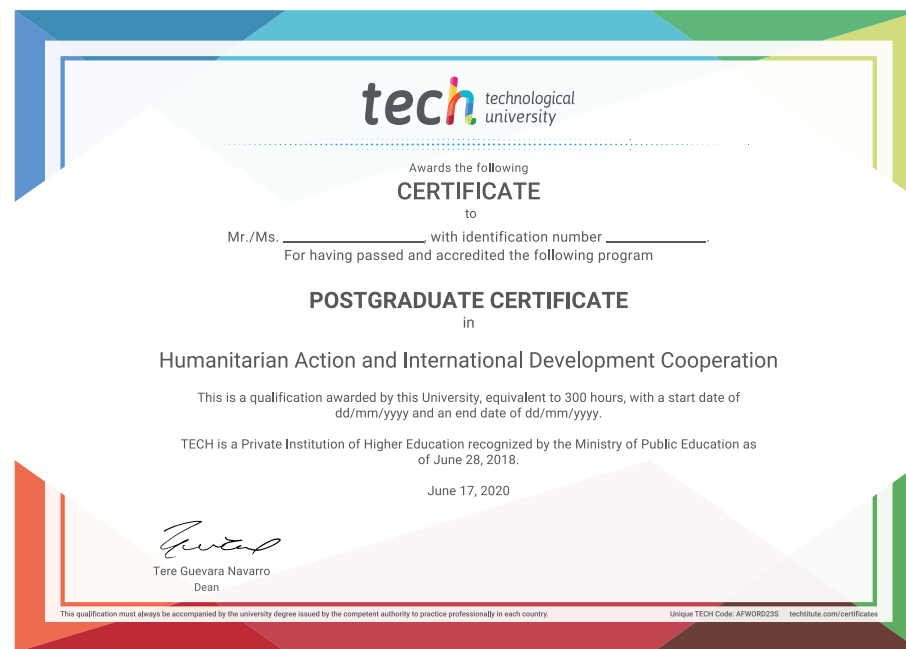 tech technological
university
Awards the following
CERTIFICATE
to
Mr./Ms. ____________, with identification number ____________.
For having passed and accredited the following program
POSTGRADUATE CERTIFICATE
in
Humanitarian Action and International Development Cooperation
This is a qualification awarded by this University, equivalent to 300 hours, with a start date of
dd/mm/yyyy and an end date of dd/mm/yyyy.
TECH is a Private Institution of Higher Education recognized by the Ministry of Public Education as
of June 28, 2018.
June 17, 2020
Tere Guevara Navarro
Dean
This qualification must always be accompanied by the university degree issued by the competent authority to practice professionally in each country. Unique TECH Code: AFWORD23S techtitute.com/certificates